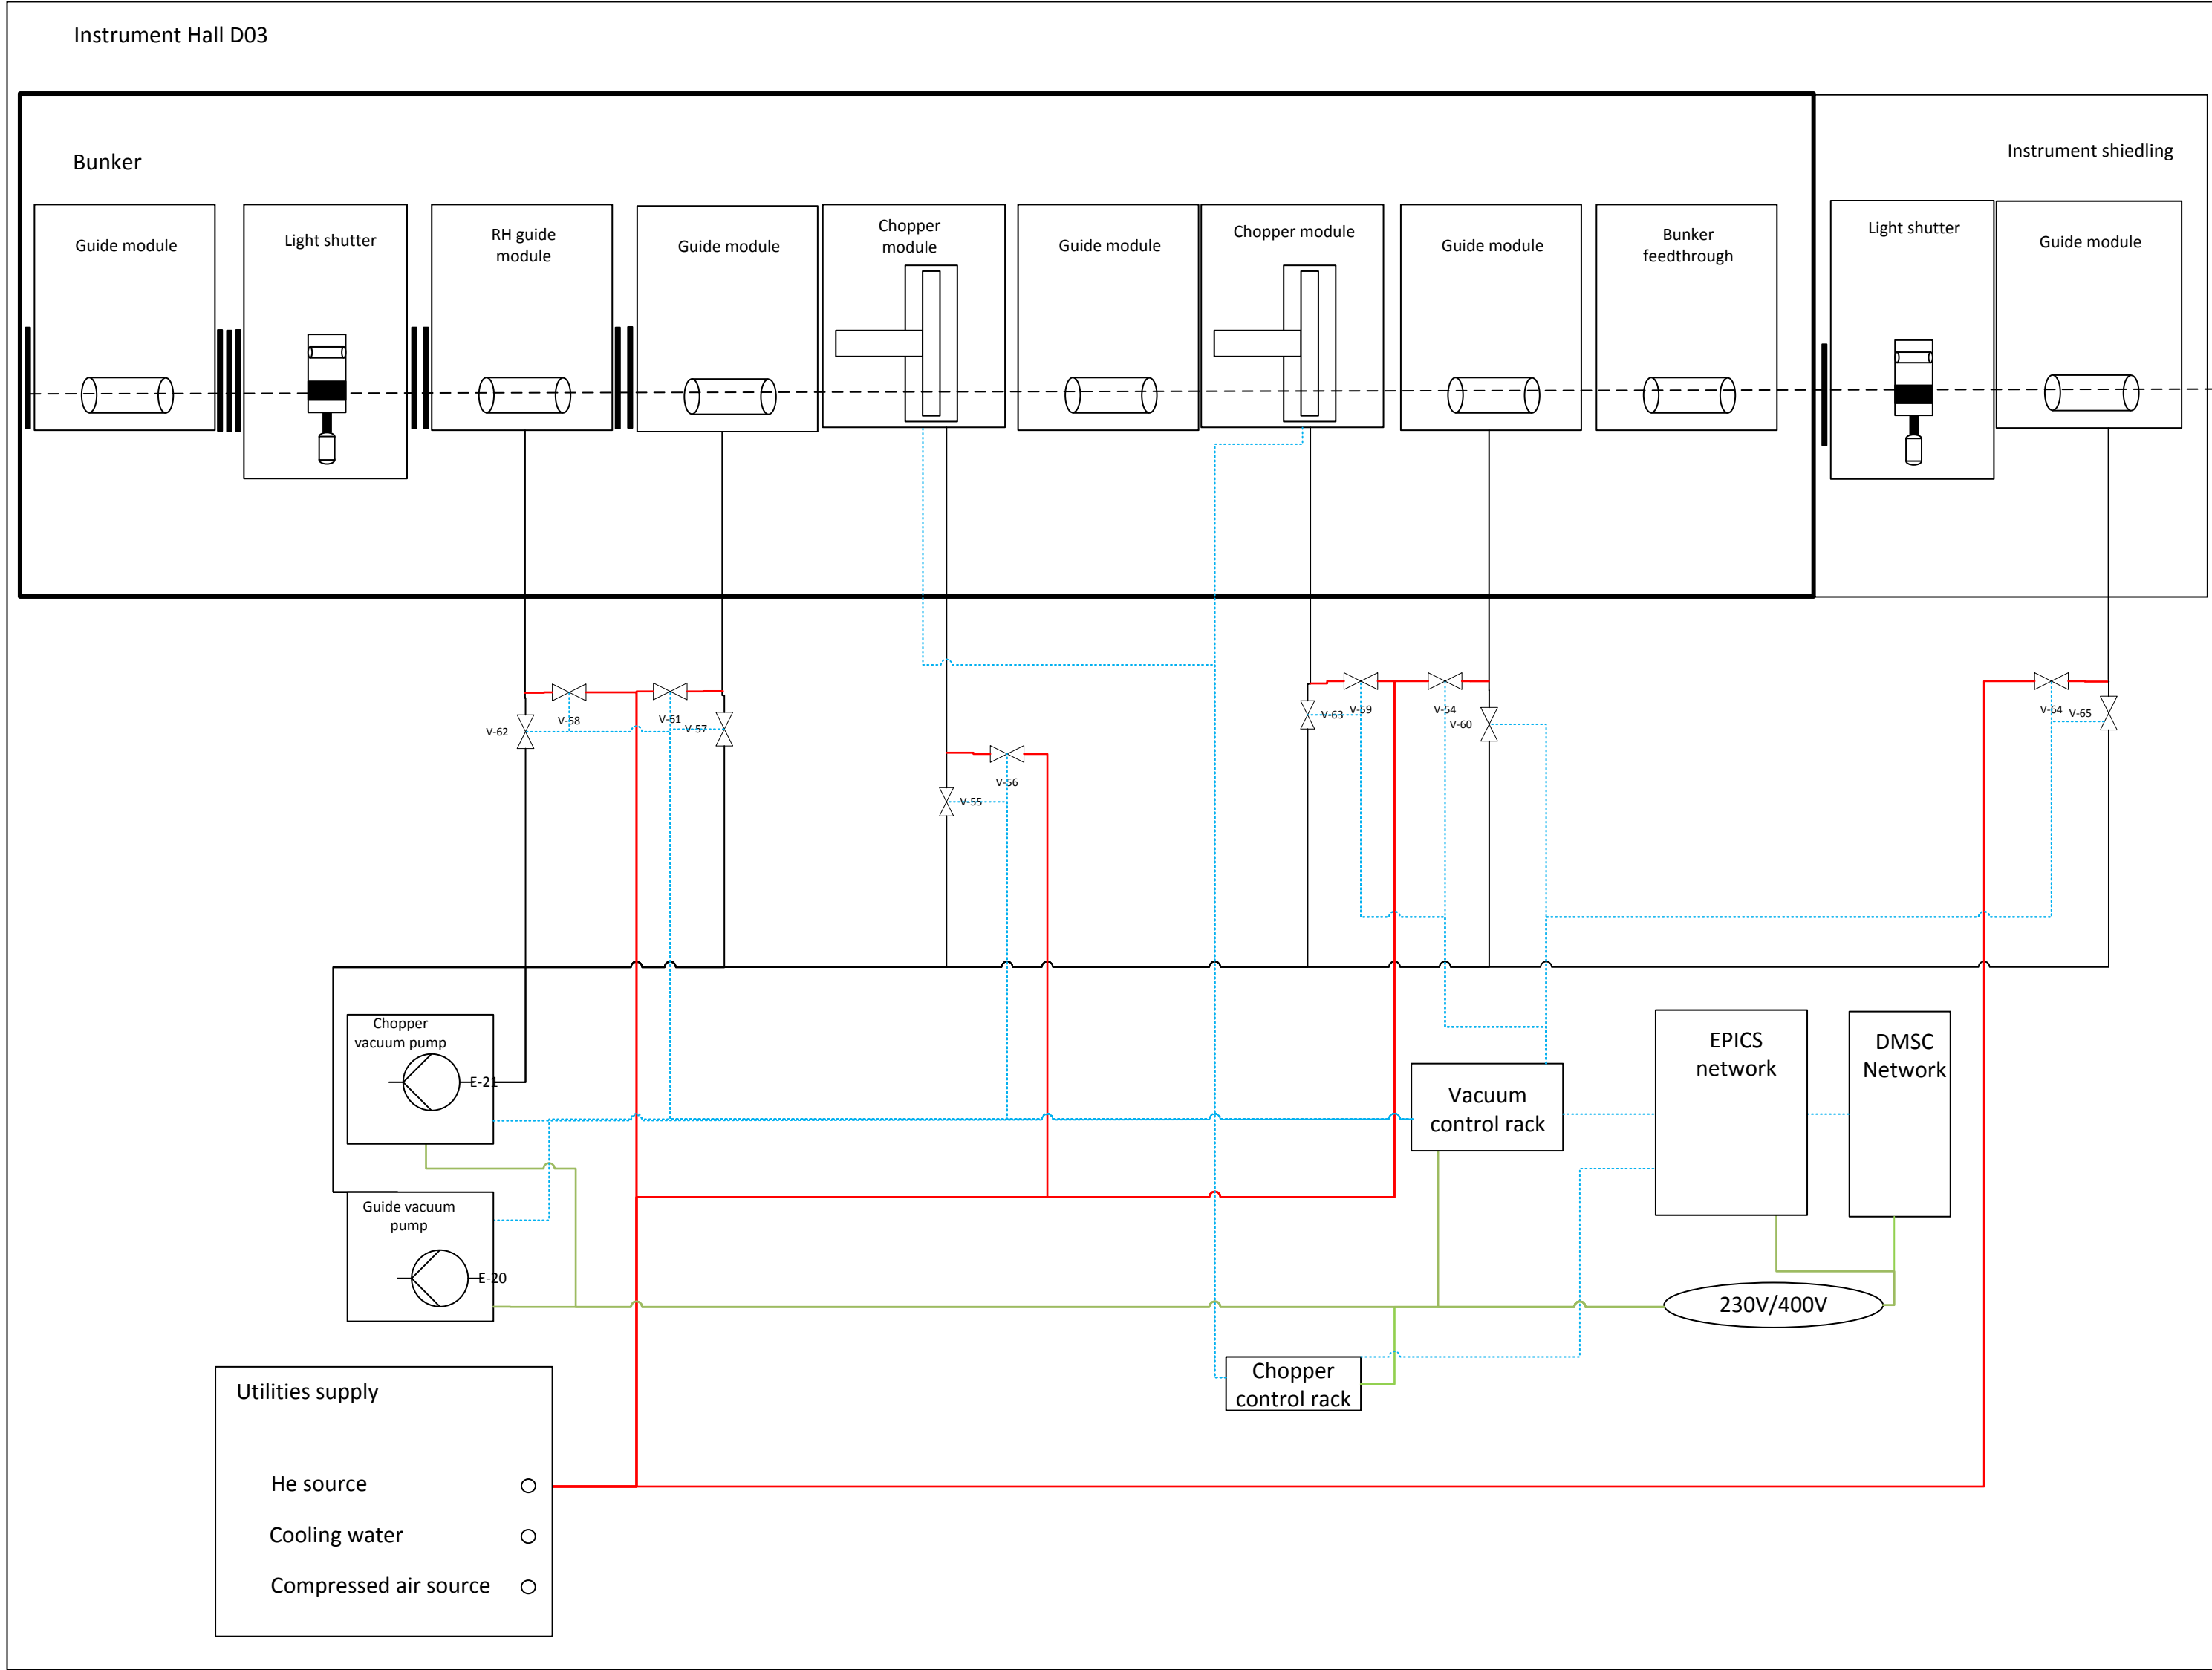 Instrument Hall D03
Bunker
Instrument shiedling
Guide module
Light shutter
RH guide
module
Guide module
Chopper
module
Guide module
Chopper module
Guide module
Bunker
feedthrough
Light shutter
Guide module
V-62
V-58
V-61
V-57
V-55
V-56
V-63
V-59
V-54
V-60
V-64
V-65
Chopper
vacuum pump
E-21
Guide vacuum
pump
E-20
Vacuum
control rack
EPICS
network
DMSC
Network
230V/400V
Chopper
control rack
Utilities supply
He source
Cooling water
Compressed air source